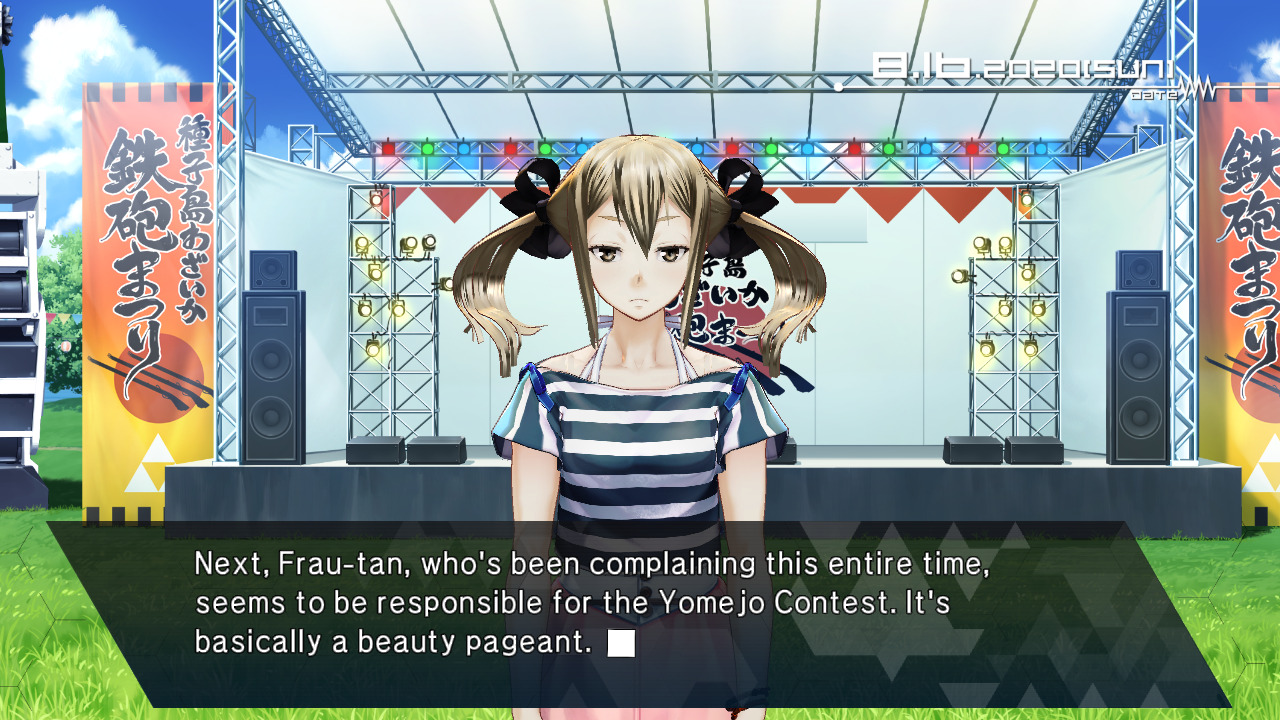 8.16.2020(SUN)
DATE
種子島おざいか
鉄砲まつり
鉄砲まつり
Next, Frau-tan, who's been complaining this entire time,
seems to be responsible for the Yomejo Contest. It's
basically a beauty pageant.